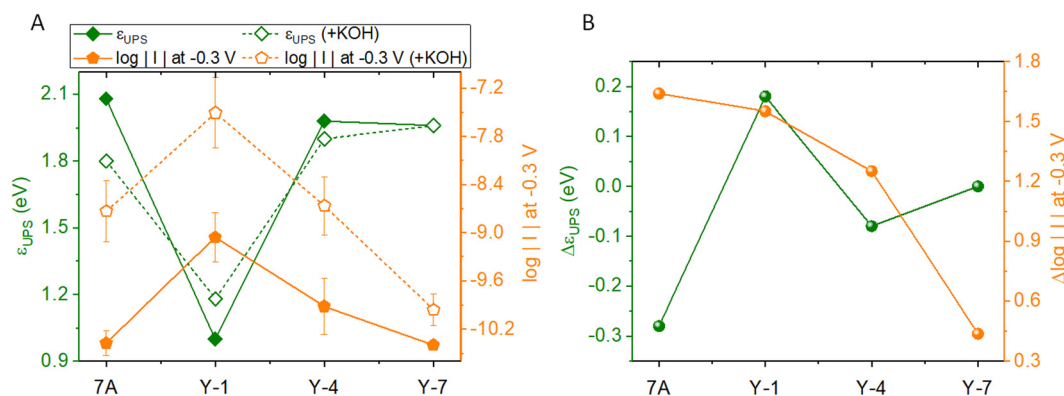 A
ε_UPS
ε_UPS (+KOH)
log | I | at -0.3 V
log | I | at -0.3 V (+KOH)
2.1
1.8
1.5
1.2
0.9
ε_UPS (eV)
-7.2
-7.8
-8.4
-9.0
-9.6
-10.2
log | I | at -0.3 V
7A
Y-1
Y-4
Y-7
B
0.2
0.1
0.0
-0.1
-0.2
-0.3
Δε_UPS (eV)
1.8
1.5
1.2
0.9
0.6
0.3
Δlog | I | at -0.3 V
7A
Y-1
Y-4
Y-7